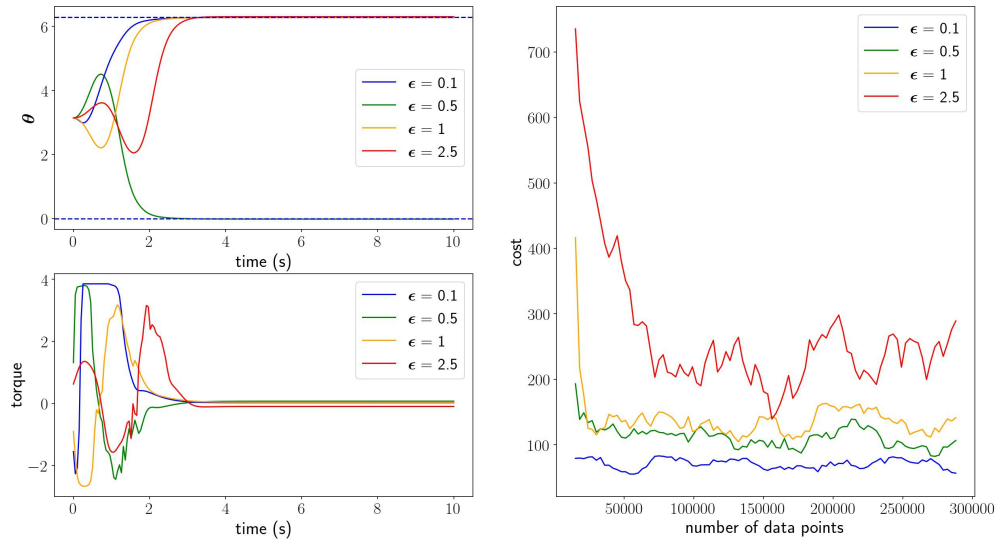 6
4
2
0
θ
ϵ = 0.1
ϵ = 0.5
ϵ = 1
ϵ = 2.5
0 2 4 6 8 10
time (s)
4
2
0
−2
torque
ϵ = 0.1
ϵ = 0.5
ϵ = 1
ϵ = 2.5
0 2 4 6 8 10
time (s)
700
600
500
400
300
200
100
cost
ϵ = 0.1
ϵ = 0.5
ϵ = 1
ϵ = 2.5
50000 100000 150000 200000 250000 300000
number of data points